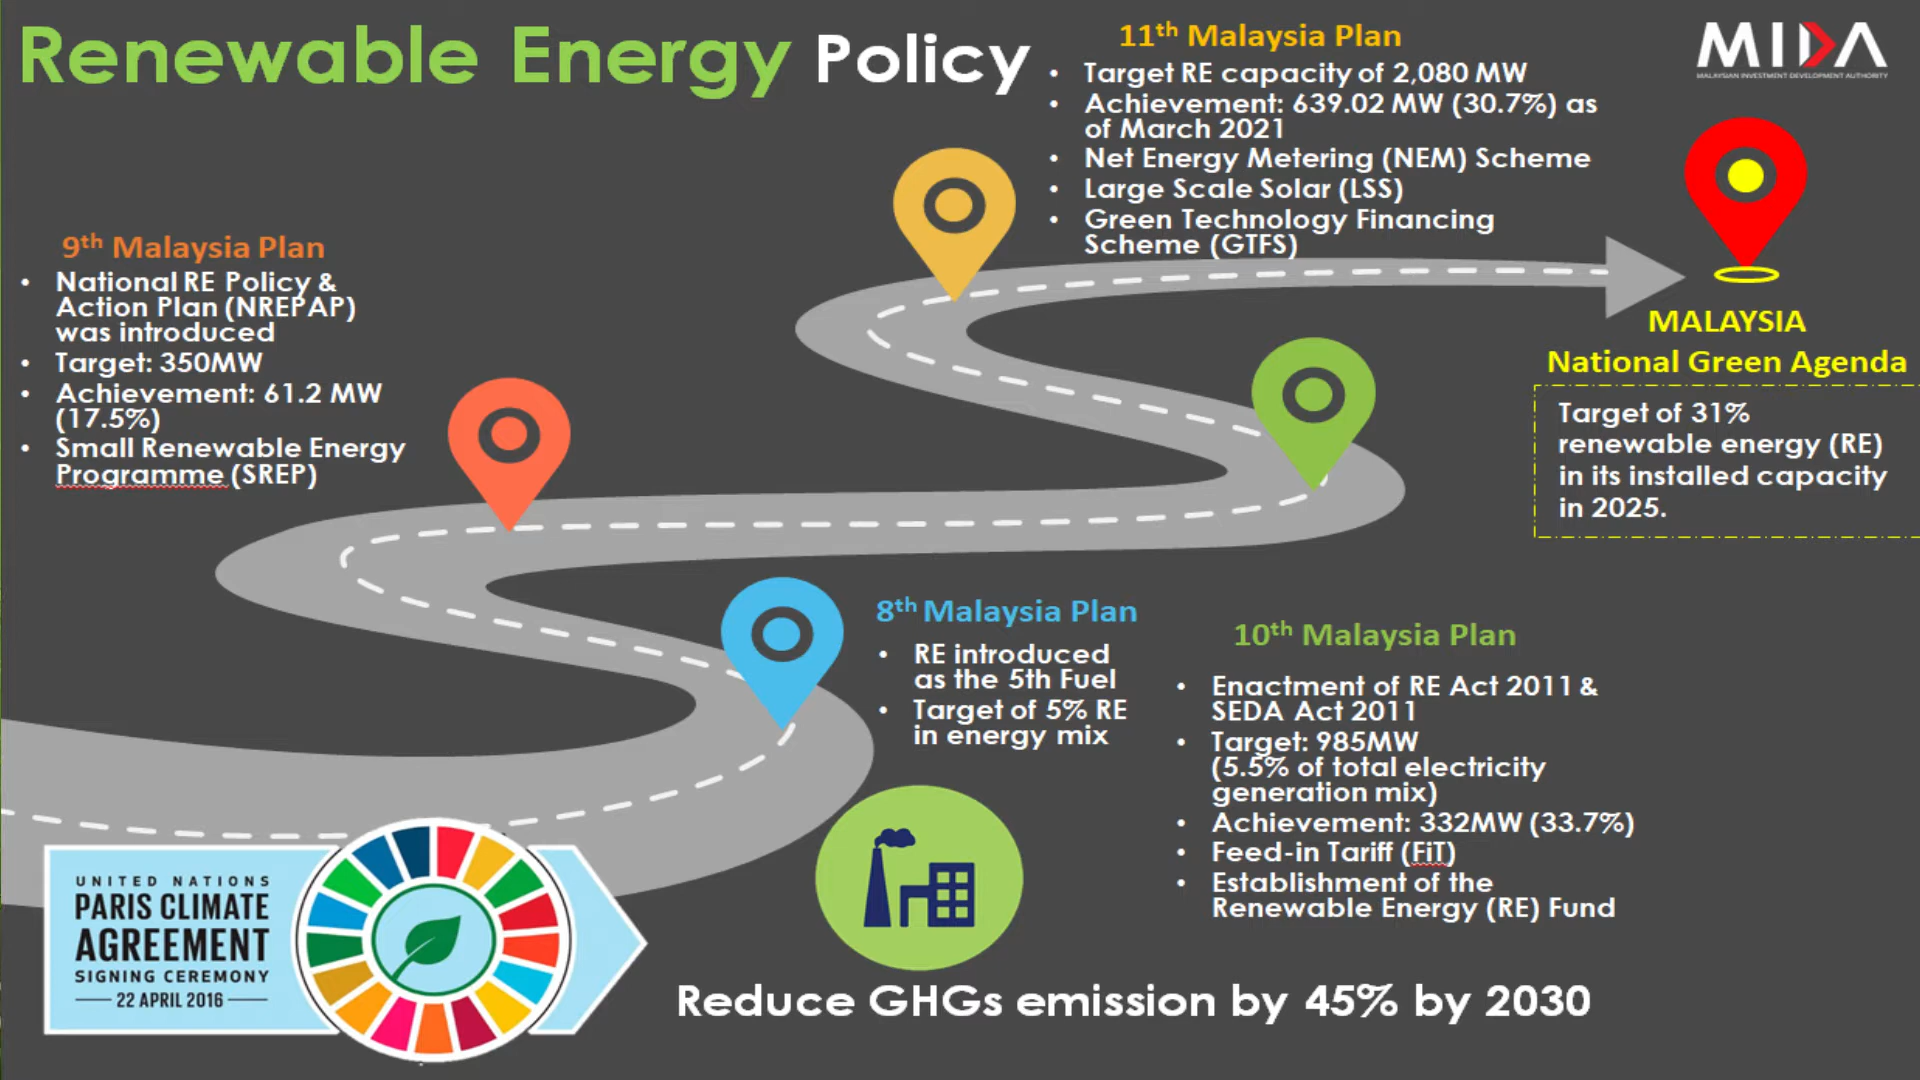 Renewable Energy Policy
11th Malaysia Plan
• Target RE capacity of 2,080 MW
• Achievement: 639.02 MW (30.7%) as
of March 2021
• Net Energy Metering (NEM) Scheme
• Large Scale Solar (LSS)
• Green Technology Financing
Scheme (GTFS)
MIDA
MALAYSIAN INVESTMENT DEVELOPMENT AUTHORITY
9th Malaysia Plan
• National RE Policy &
Action Plan (NREPAP)
was introduced
• Target: 350MW
• Achievement: 61.2 MW
(17.5%)
• Small Renewable Energy
Programme (SREP)
MALAYSIA
National Green Agenda
Target of 31%
renewable energy (RE)
in its installed capacity
in 2025.
8th Malaysia Plan
• RE introduced
as the 5th Fuel
• Target of 5% RE
in energy mix
10th Malaysia Plan
• Enactment of RE Act 2011 &
SEDA Act 2011
• Target: 985MW
(5.5% of total electricity
generation mix)
• Achievement: 332MW (33.7%)
• Feed-in Tariff (FiT)
• Establishment of the
Renewable Energy (RE) Fund
UNITED NATIONS
PARIS CLIMATE
AGREEMENT
SIGNING CEREMONY
22 APRIL 2016
Reduce GHGs emission by 45% by 2030